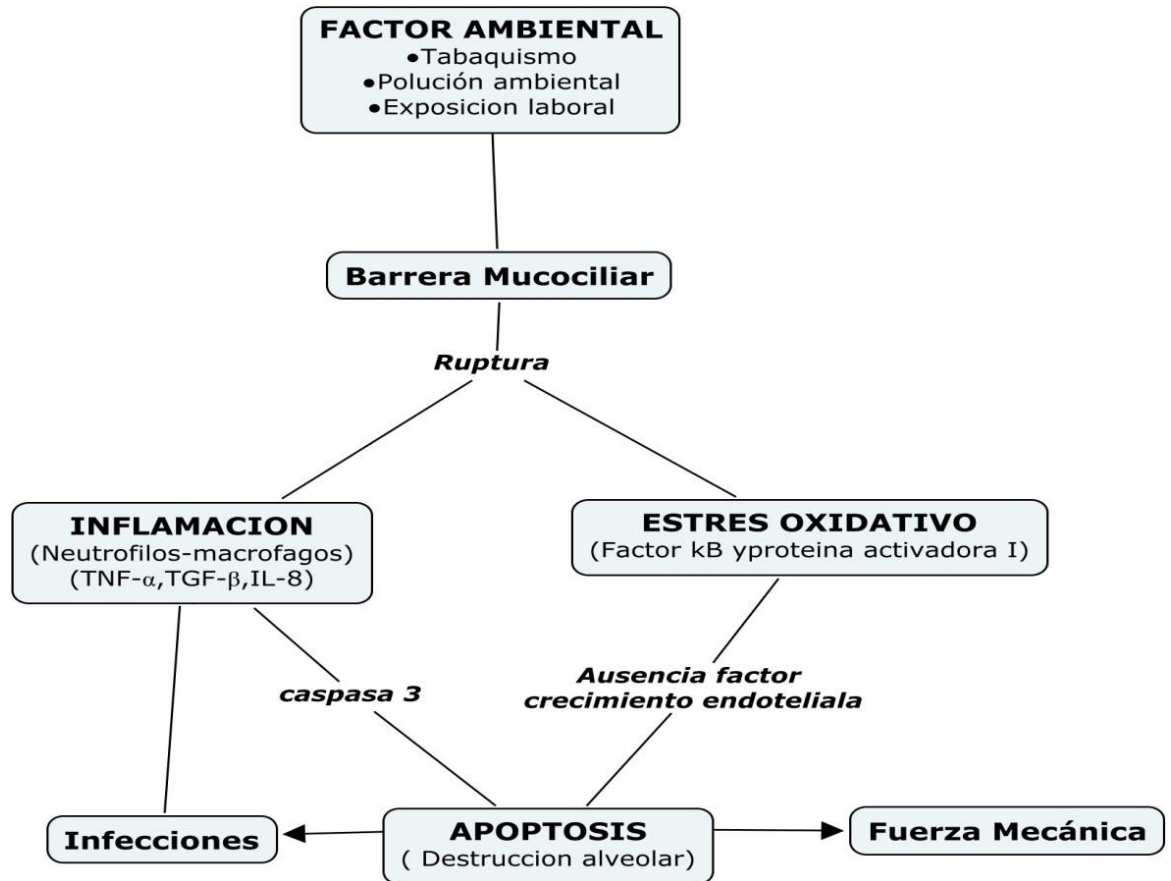 FACTOR AMBIENTAL
●Tabaquismo
●Polución ambiental
●Exposicion laboral
Barrera Mucociliar
Ruptura
INFLAMACION
(Neutrofilos-macrofagos)
(TNF-α,TGF-β,IL-8)
ESTRES OXIDATIVO
(Factor kB yproteina activadora I)
caspasa 3
Ausencia factor
crecimiento endoteliala
Infecciones
APOPTOSIS
( Destruccion alveolar)
Fuerza Mecánica